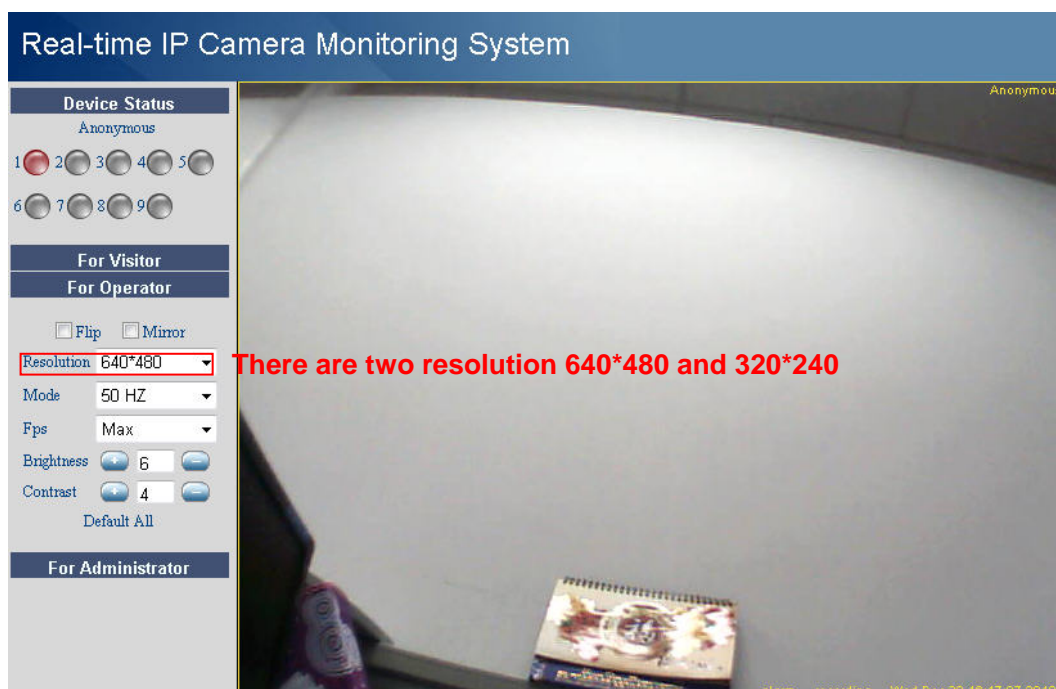 Real-time IP Camera Monitoring System
Device Status
Anonymous
1 2 3 4 5
6 7 8 9
For Visitor
For Operator
Flip Mirror
Resolution 640*480
Mode 50 HZ
Fps Max
Brightness 6
Contrast 4
Default All
For Administrator
Anonymou
There are two resolution 640*480 and 320*240